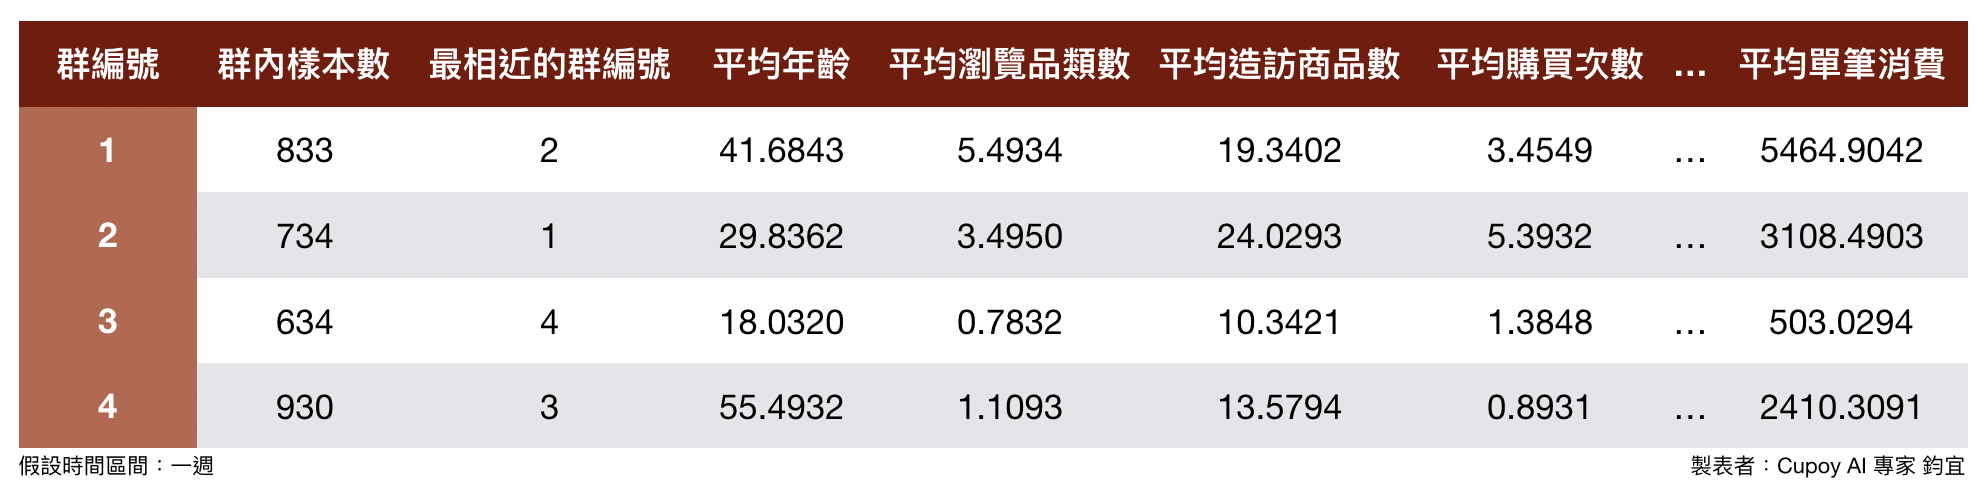 群編號 群內樣本數 最相近的群編號 平均年齡 平均瀏覽品類數 平均造訪商品數 平均購買次數 ... 平均單筆消費
1 833 2 41.6843 5.4934 19.3402 3.4549 ... 5464.9042
2 734 1 29.8362 3.4950 24.0293 5.3932 ... 3108.4903
3 634 4 18.0320 0.7832 10.3421 1.3848 ... 503.0294
4 930 3 55.4932 1.1093 13.5794 0.8931 ... 2410.3091
假設時間區間：一週 製表者：Cupoy AI 專家 鈞宜